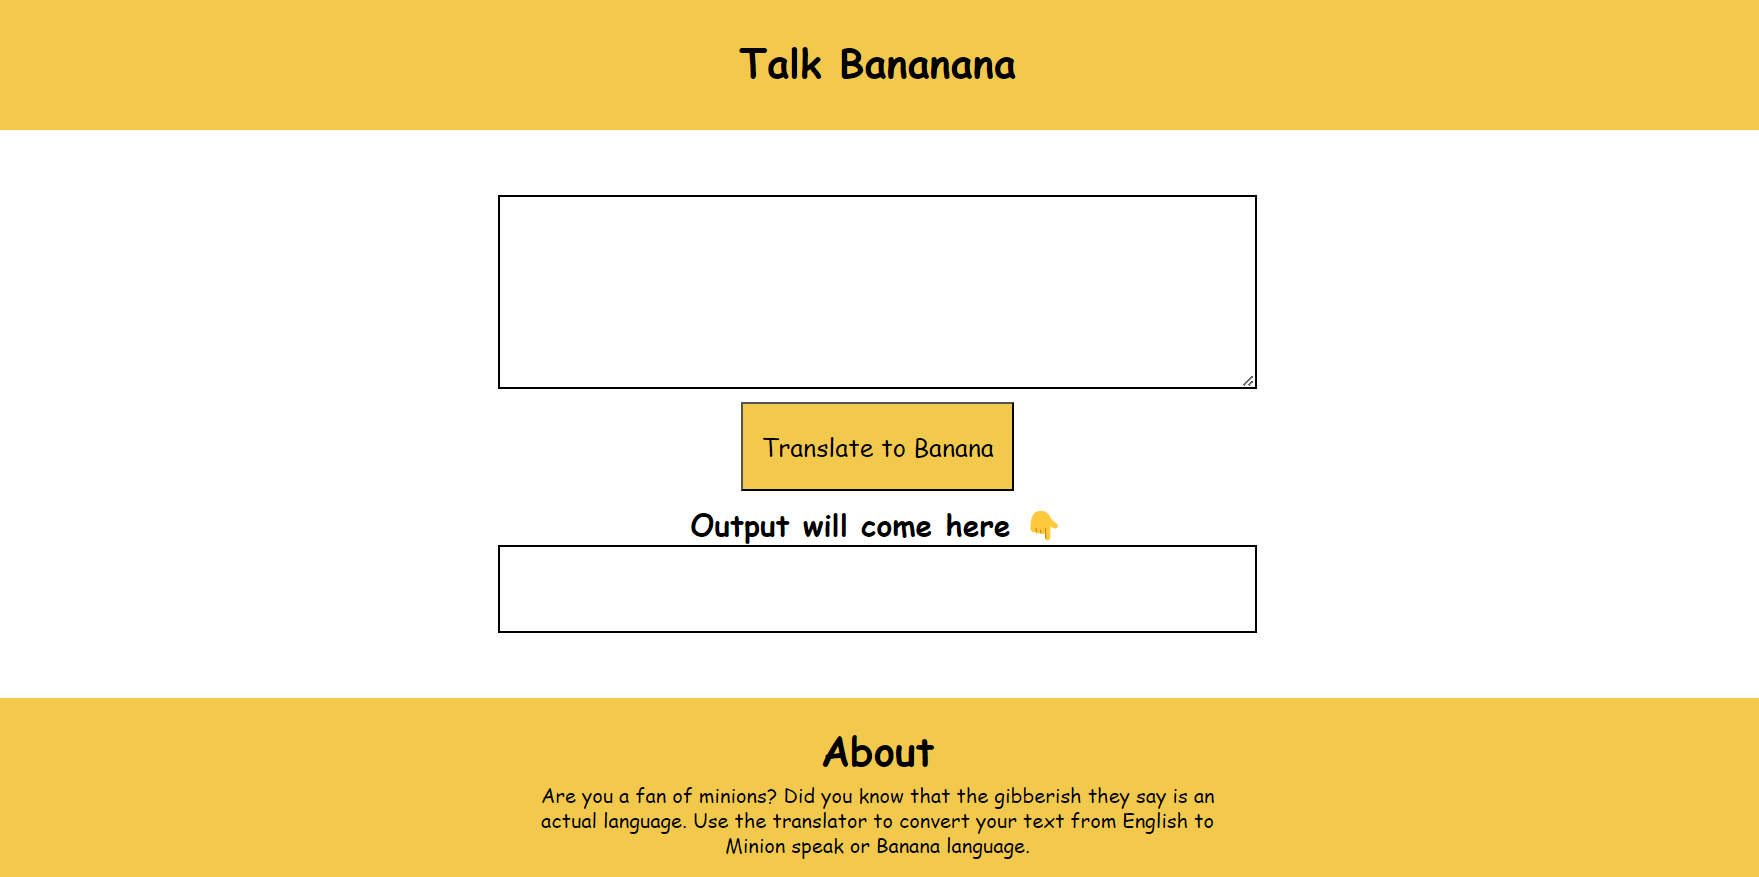 Talk Bananana
Translate to Banana
Output will come here 👇
About
Are you a fan of minions? Did you know that the gibberish they say is an
actual language. Use the translator to convert your text from English to
Minion speak or Banana language.